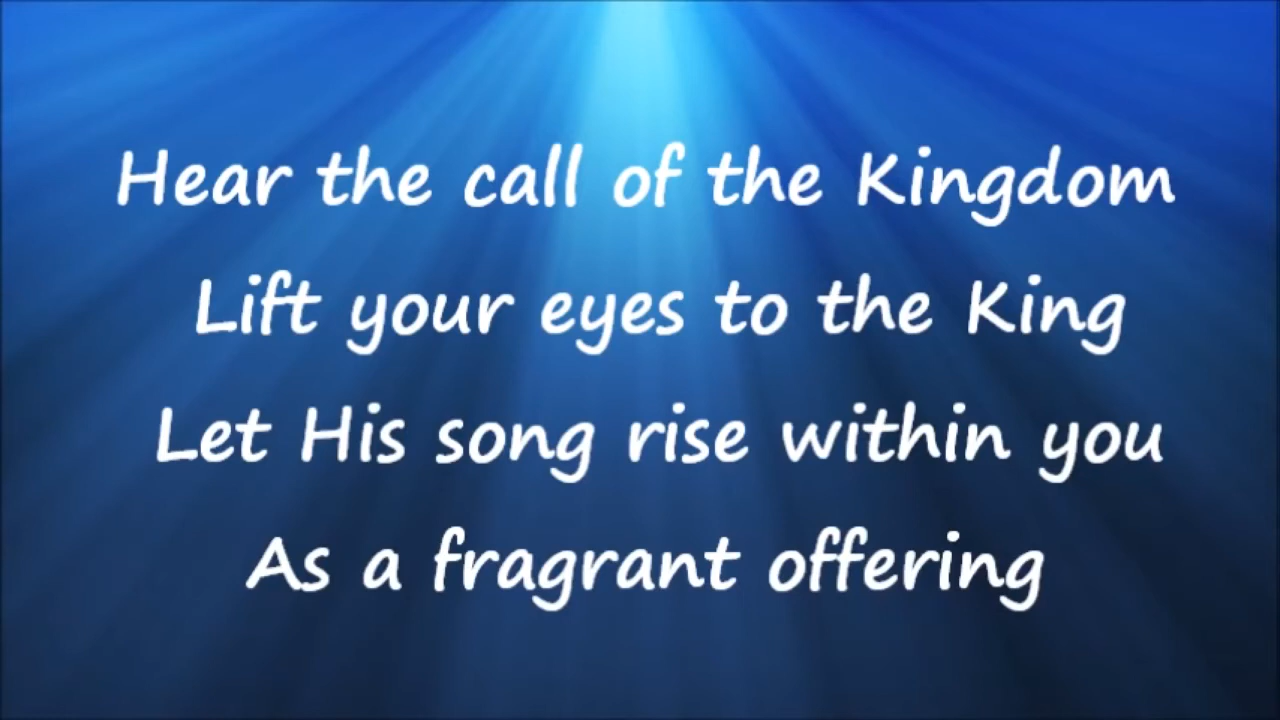 Hear the call of the Kingdom
Lift your eyes to the King
Let His song rise within you
As a fragrant offering